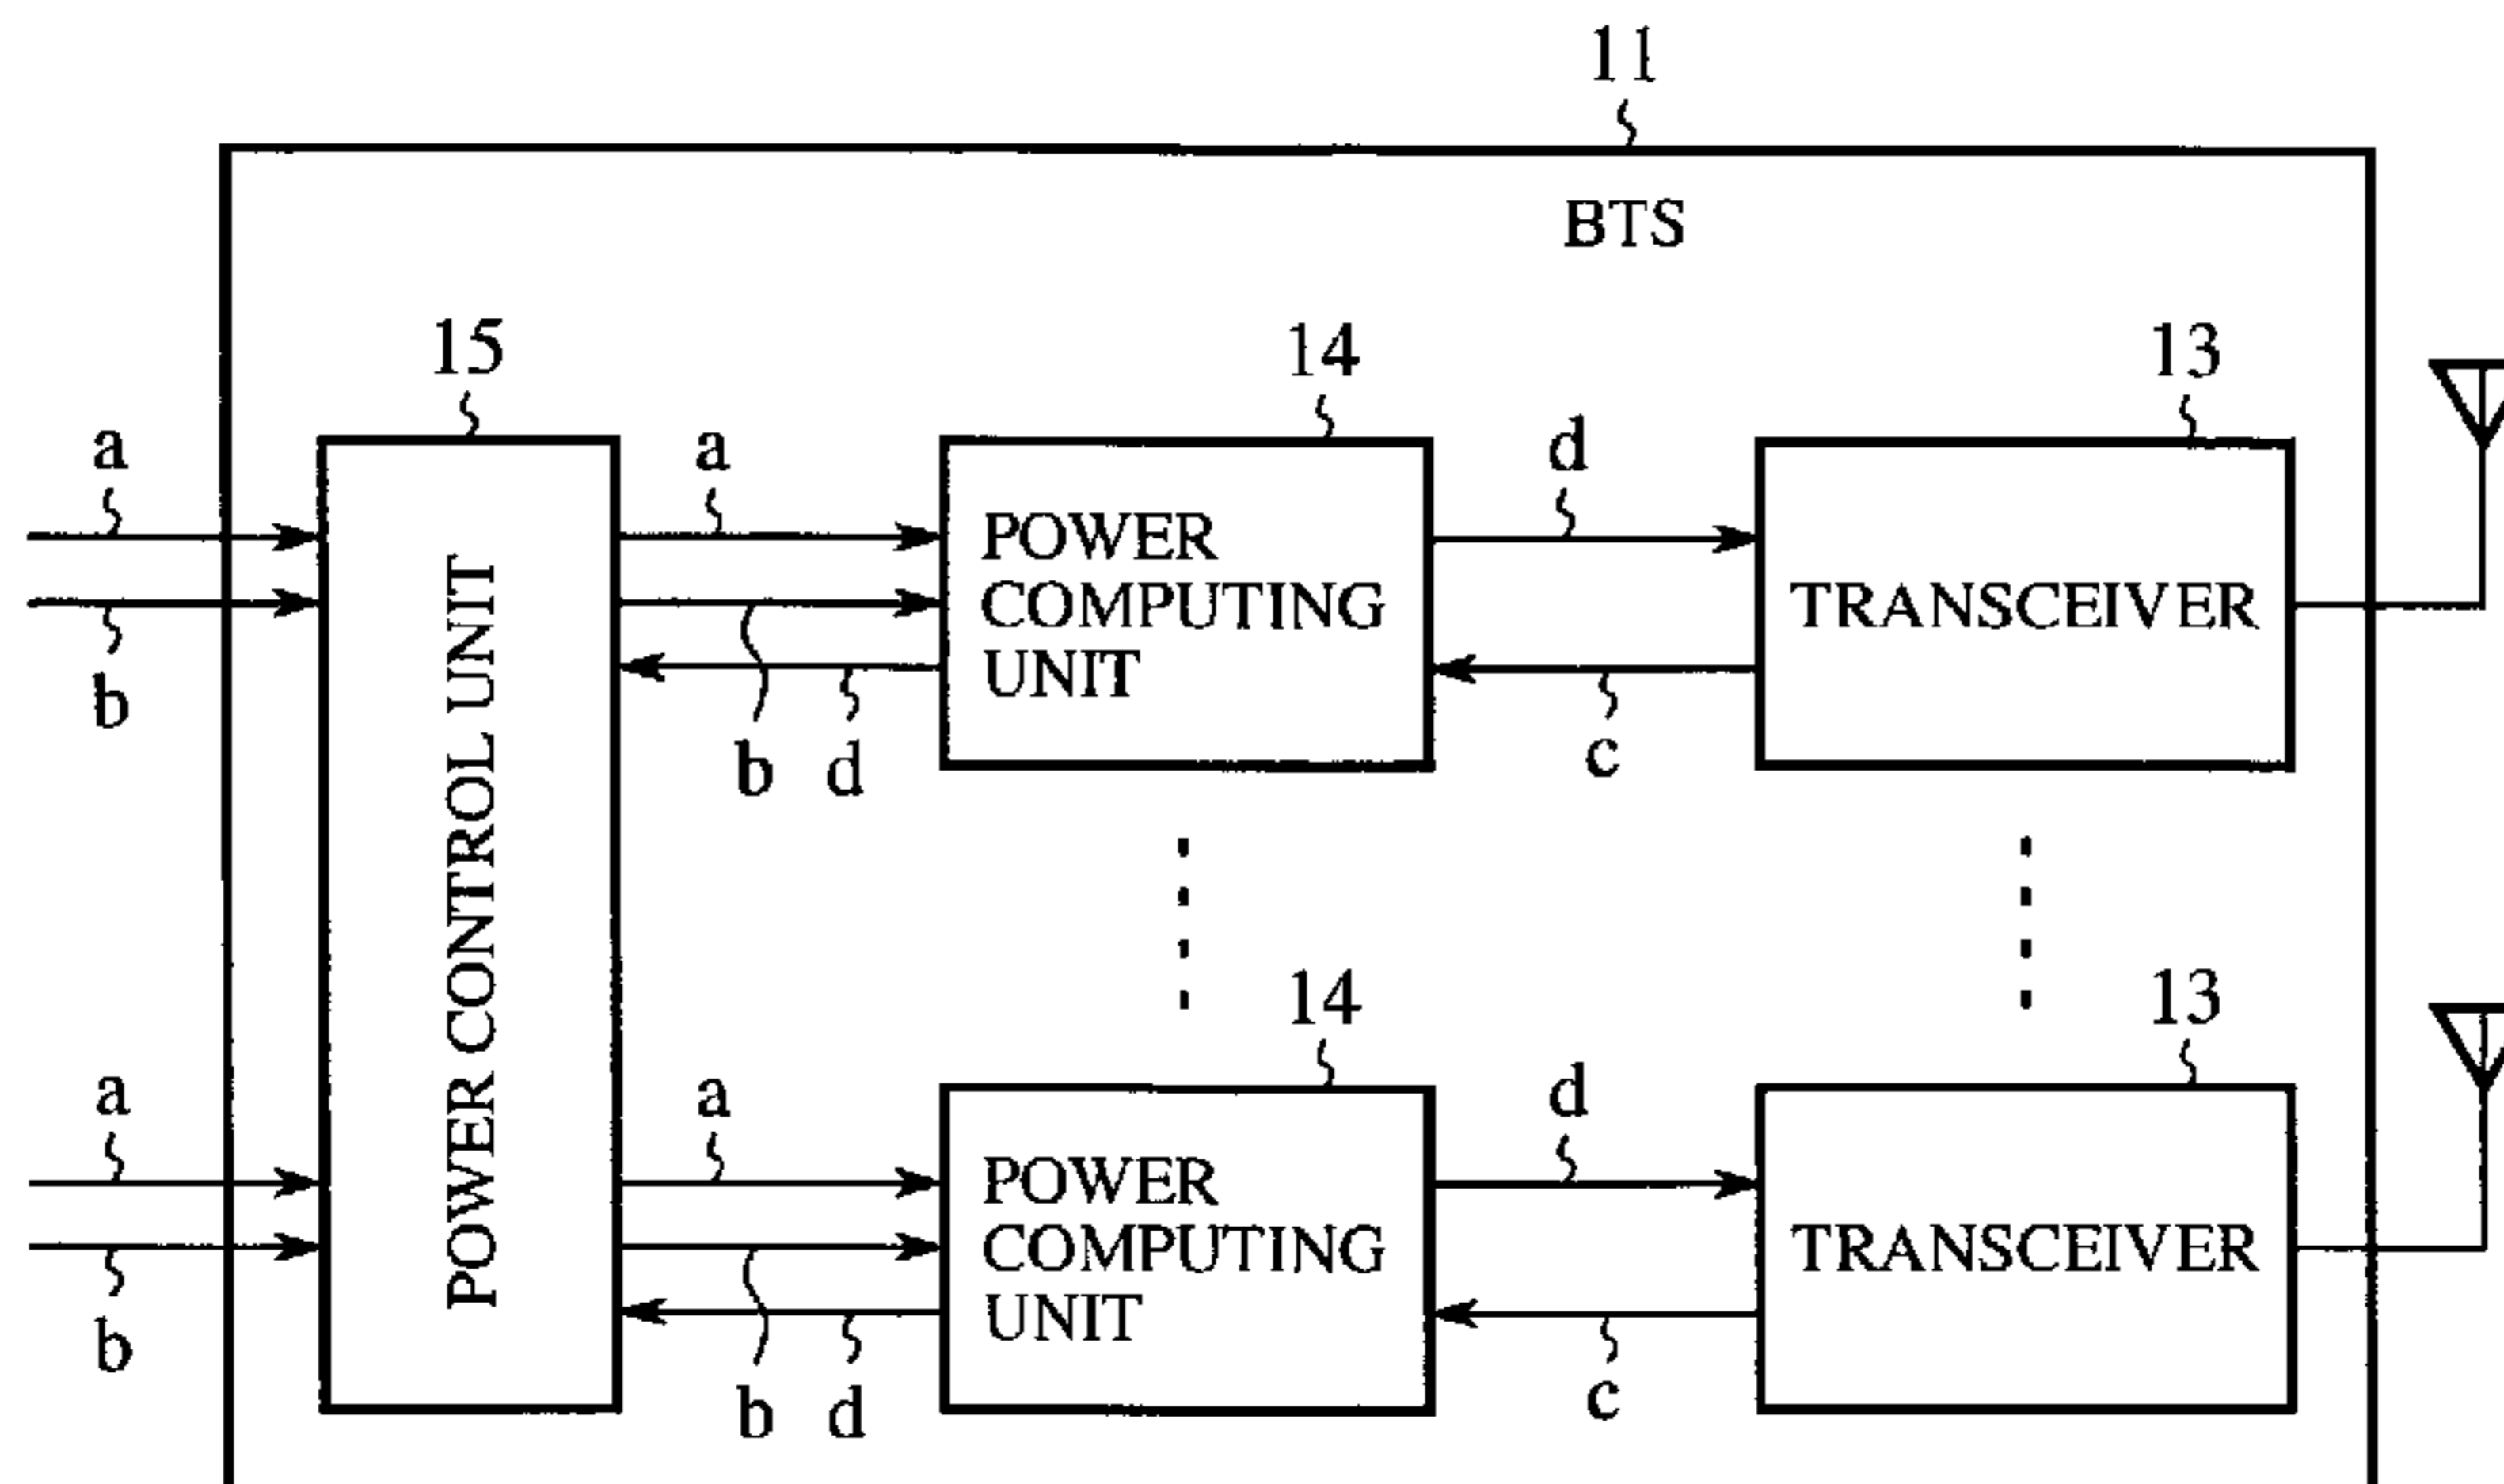 11
BTS
15
14
13
a
a
d
POWER
COMPUTING
UNIT
TRANSCEIVER
b
b
d
c
POWER CONTROL UNIT
14
13
a
a
d
POWER
COMPUTING
UNIT
TRANSCEIVER
b
b
d
c